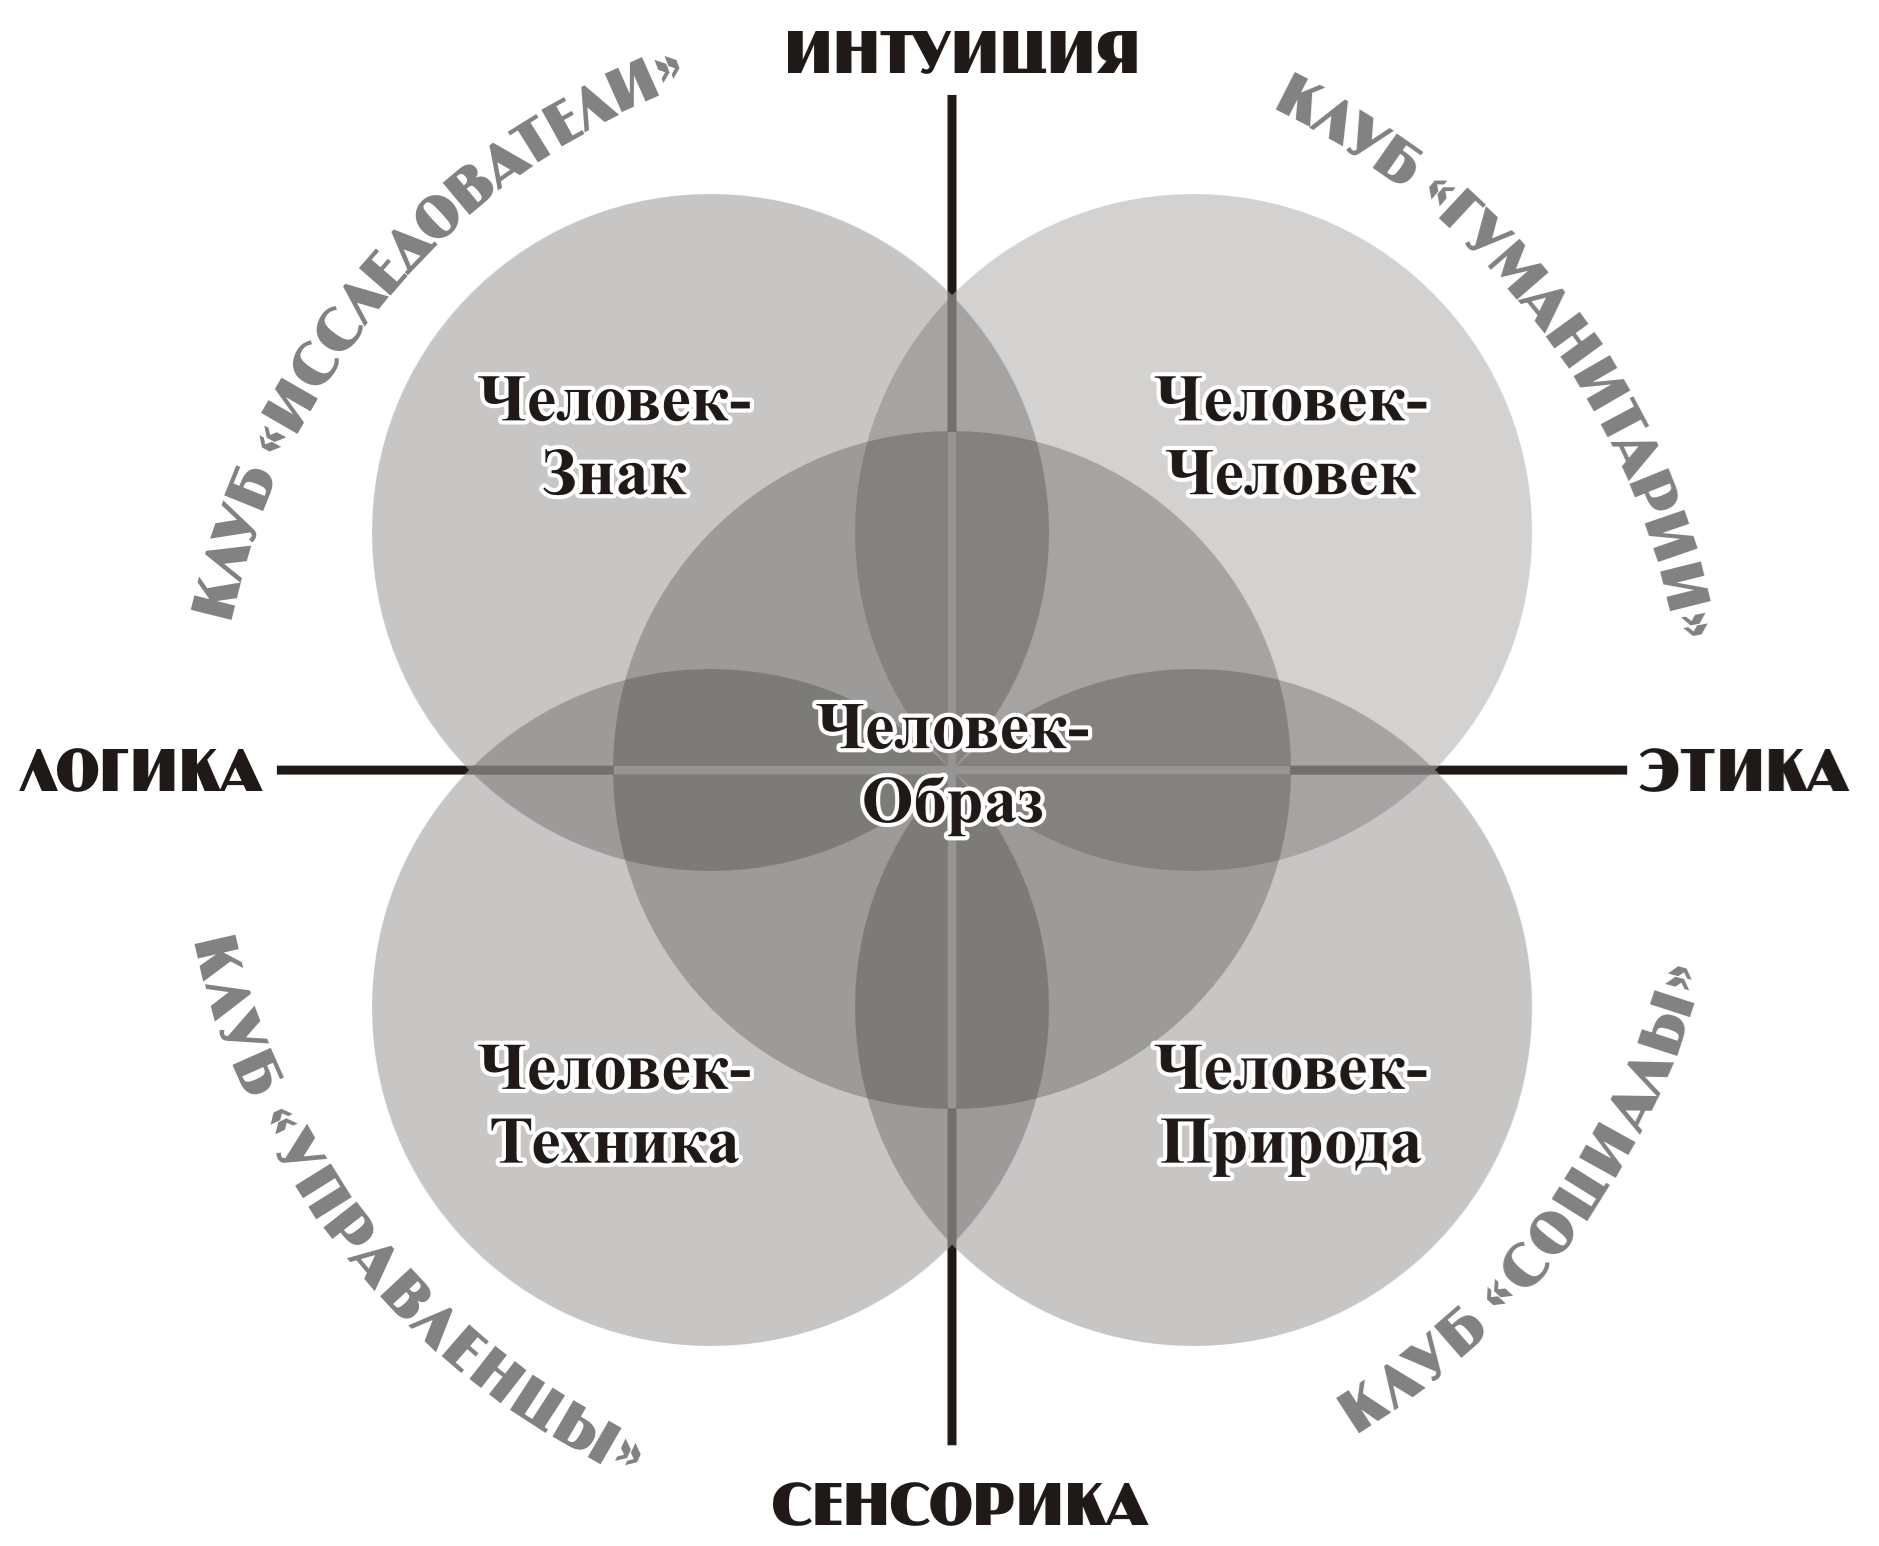 ИНТУИЦИЯ
КЛУБ «ИССЛЕДОВАТЕЛИ»
КЛУБ «ГУМАНИТАРИИ»
Человек-
Знак
Человек-
Человек
ЛОГИКА
Человек-
Образ
ЭТИКА
Человек-
Техника
Человек-
Природа
КЛУБ «УПРАВЛЕНЦЫ»
КЛУБ «СОЦИАЛЫ»
СЕНСОРИКА